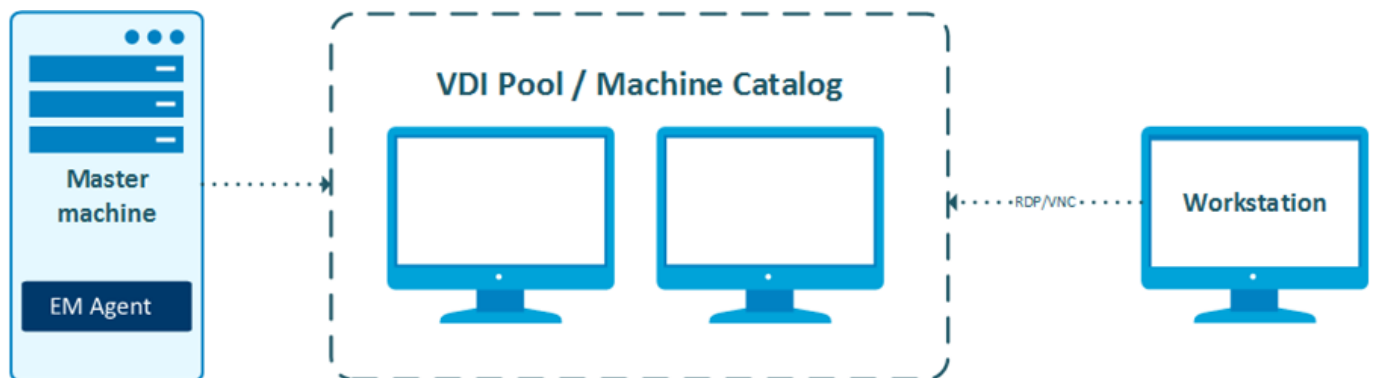 VDI Pool / Machine Catalog
Master
machine
EM Agent
RDP/VNC
Workstation